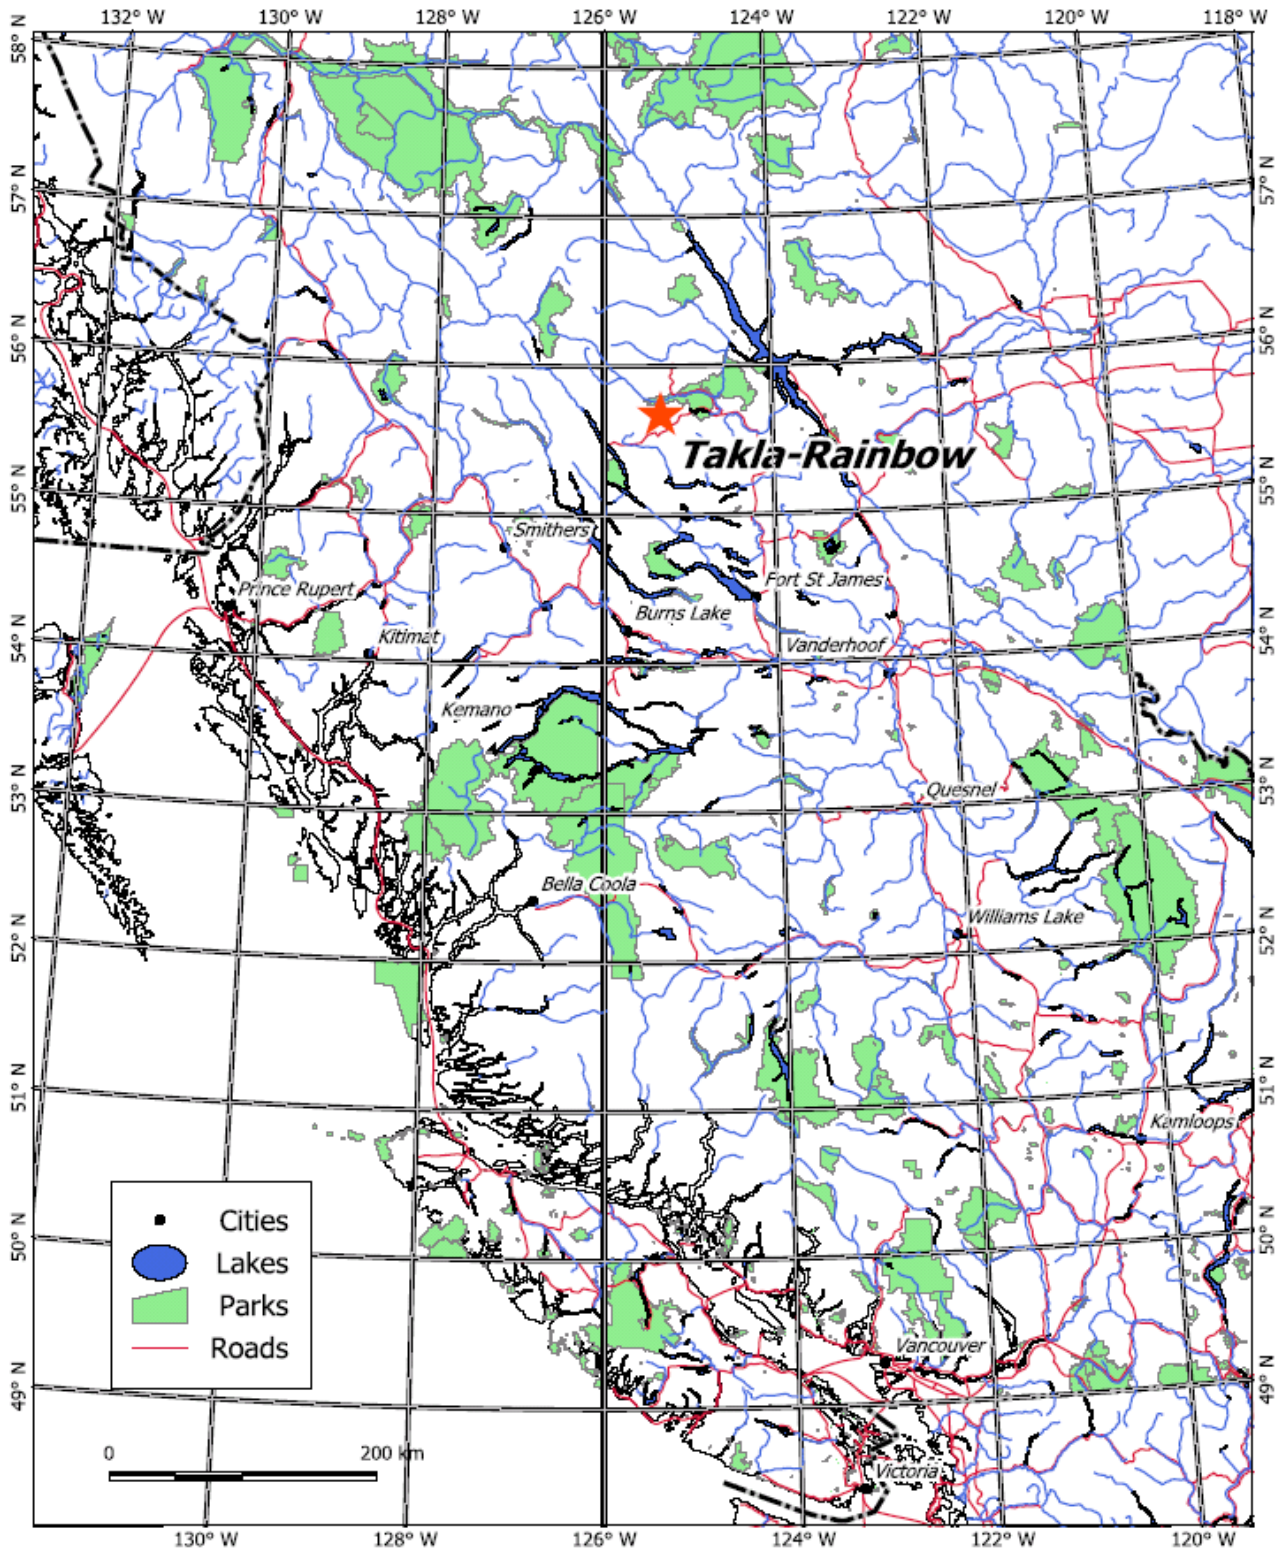 132° W 130° W 128° W 126° W 124° W 122° W 120° W 118° W
58° N
58° N
57° N
57° N
56° N
56° N
Takla-Rainbow
55° N
55° N
Smithers
Fort St James
Prince Rupert
Burns Lake
54° N
54° N
Kitimat
Vanderhoof
Kemano
53° N
53° N
Quesnel
Bella Coola
Williams Lake
52° N
52° N
51° N
51° N
Kamloops
50° N
50° N
Cities
Lakes
Parks
Roads
Vancouver
49° N
49° N
0 200 km
Victoria
130° W 128° W 126° W 124° W 122° W 120° W